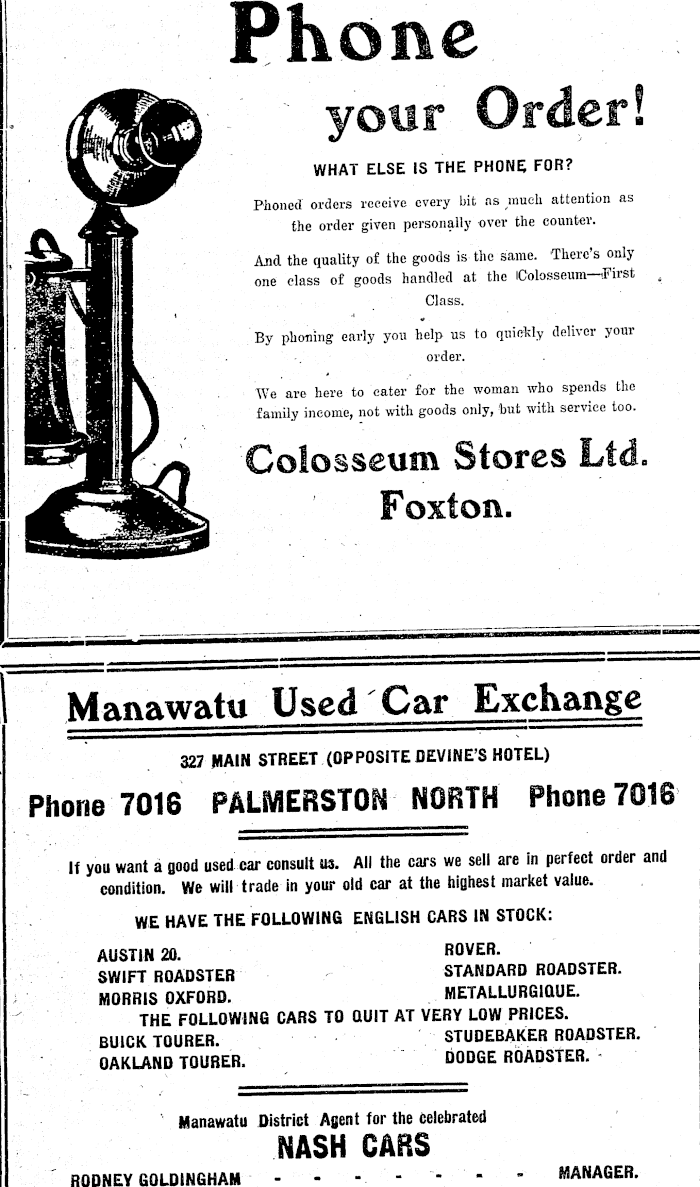 Phone
your Order!
WHAT ELSE IS THE PHONE FOR?
Phoned orders receive every bit as much attention as
the order given personally over the counter.
And the quality of the goods is the same. There's only
one class of goods handled at the Colosseum—First
Class.
By phoning early you help us to quickly deliver your
order.
We are here to cater for the woman who spends the
family income, not with goods only, but with service too.
Colosseum Stores Ltd.
Foxton.
Manawatu Used Car Exchange
327 MAIN STREET (OPPOSITE DEVINE'S HOTEL)
Phone 7016 PALMERSTON NORTH Phone 7016
If you want a good used car consult us. All the cars we sell are in perfect order and
condition. We will trade in your old car at the highest market value.
WE HAVE THE FOLLOWING ENGLISH CARS IN STOCK:
AUSTIN 20. ROVER.
SWIFT ROADSTER STANDARD ROADSTER.
MORRIS OXFORD. METALLURGIQUE.
THE FOLLOWING CARS TO QUIT AT VERY LOW PRICES.
BUICK TOURER. STUDEBAKER ROADSTER.
OAKLAND TOURER. DODGE ROADSTER.
Manawatu District Agent for the celebrated
NASH CARS
RODNEY GOLDINGHAM - - - - - - - MANAGER.